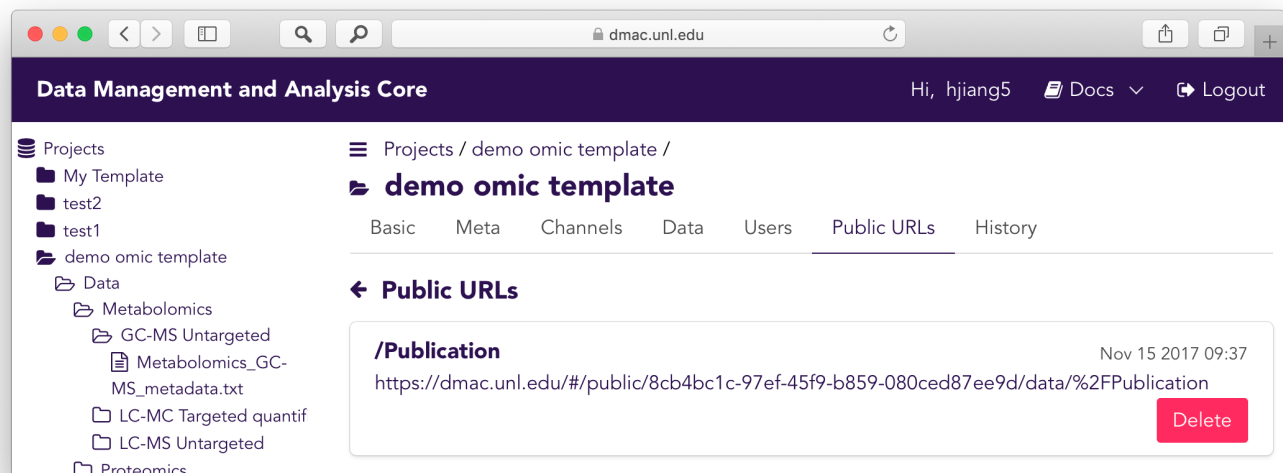 dmac.unl.edu
Data Management and Analysis Core
Hi, hjiang5 Docs Logout
Projects
My Template
test2
test1
demo omic template
Data
Metabolomics
GC-MS Untargeted
Metabolomics_GC-
MS_metadata.txt
LC-MC Targeted quantif
LC-MS Untargeted
Proteomics
Projects / demo omic template /
demo omic template
Basic Meta Channels Data Users Public URLs History
Public URLs
/Publication
Nov 15 2017 09:37
https://dmac.unl.edu/#/public/8cb4bc1c-97ef-45f9-b859-080ced87ee9d/data/%2FPublication
Delete